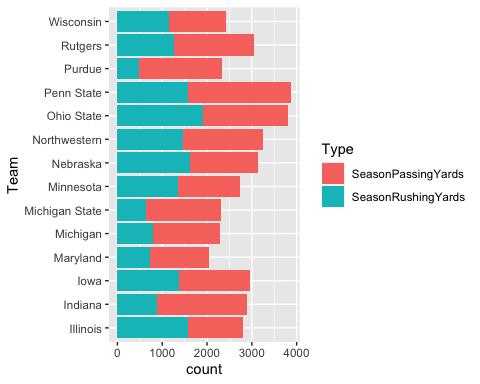 Team
Wisconsin
Rutgers
Purdue
Penn State
Ohio State
Northwestern
Nebraska
Minnesota
Michigan State
Michigan
Maryland
Iowa
Indiana
Illinois
0 1000 2000 3000 4000
count
Type
SeasonPassingYards
SeasonRushingYards